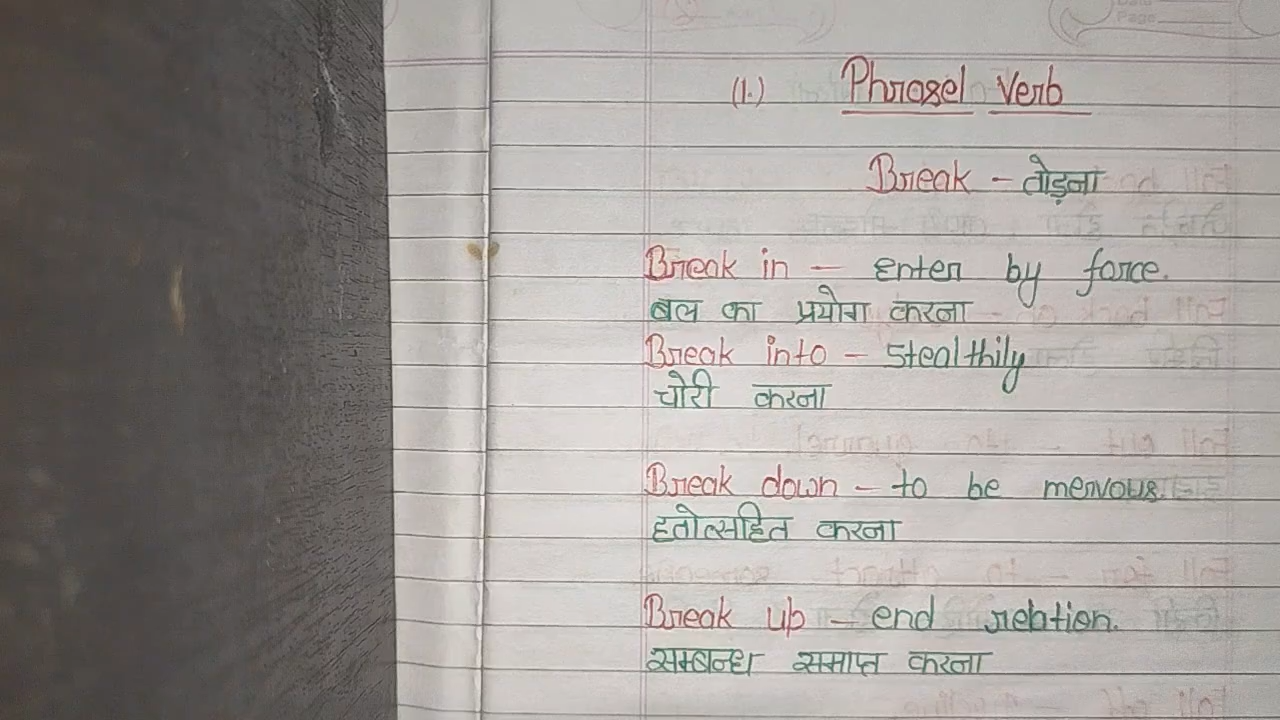 (1.) Phrasel Verb
Break - तोड़ना
Break in - enter by force.
बल का प्रयोग करना
Break into - stealthily
चोरी करना
Break down - to be mervous.
हतोत्सहित करना
Break up - end relation.
सम्बन्ध समाप्त करना